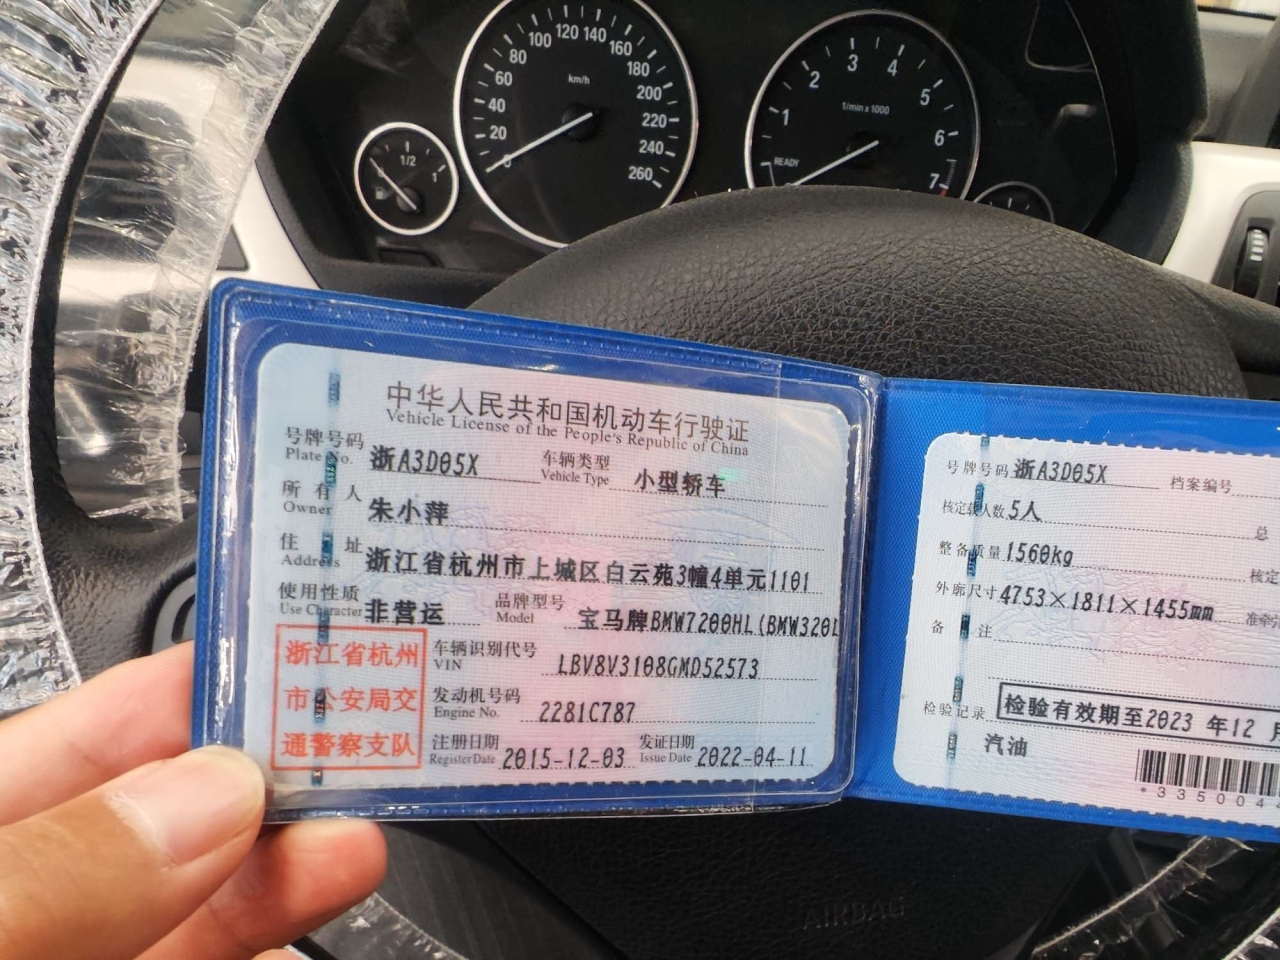 20
40
60
80
100
120
140
160
180
200
220
240
260
km/h
1/2
1
1
2
3
4
5
6
7
1/min x 1000
READY
中华人民共和国机动车行驶证
Vehicle License of the People's Republic of China
号牌号码 浙A3D05X 车辆类型 小型轿车
Plate No. Vehicle Type
所有人 朱小萍
Owner
住址 浙江省杭州市上城区白云苑3幢4单元1101
Address
使用性质 非营运 品牌型号 宝马牌BMW7200HL(BMW320L
Use Character Model
浙江省杭州
市公安局交
通警察支队
车辆识别代号 LBV8V3108GMD52573
VIN
发动机号码 2281C787
Engine No.
注册日期 2015-12-03 发证日期 2022-04-11
Register Date Issue Date
号牌号码 浙A3D05X 档案编号
核定载人数 5人 总
整备质量 1560kg 核定
外廓尺寸 4753×1811×1455mm 准牵
备注
检验记录 检验有效期至2023 年12 月
汽油
*335004
AIRBAG